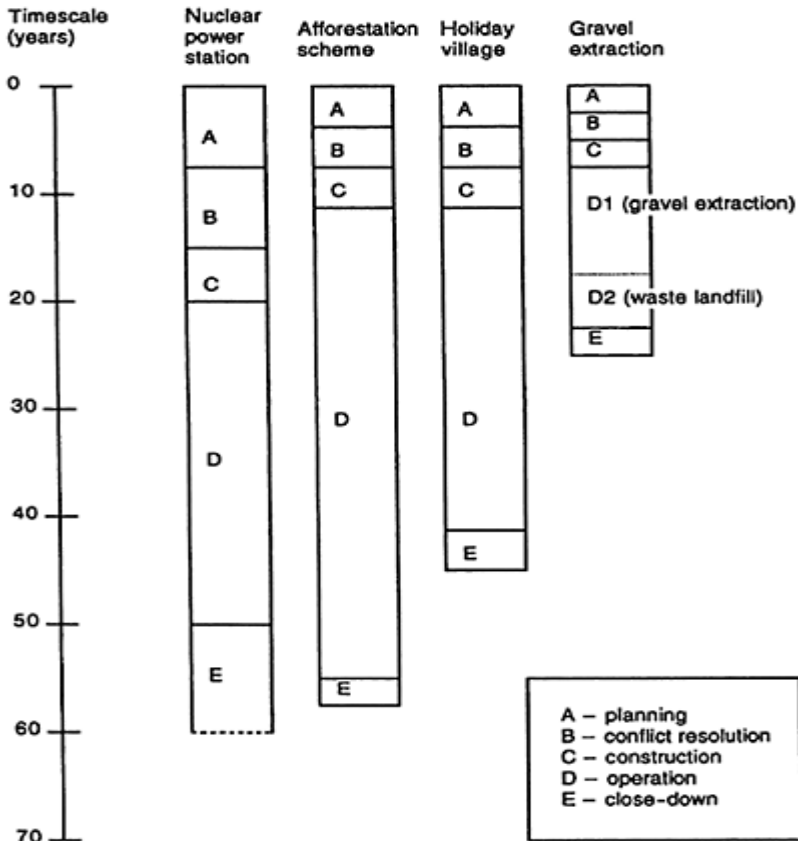 Timescale
(years)
Nuclear
power
station
Afforestation
scheme
Holiday
village
Gravel
extraction
0
10
20
30
40
50
60
70
A
B
C
D
E
A
B
C
D
E
A
B
C
D
E
A
B
C
D1 (gravel extraction)
D2 (waste landfill)
E
A – planning
B – conflict resolution
C – construction
D – operation
E – close-down